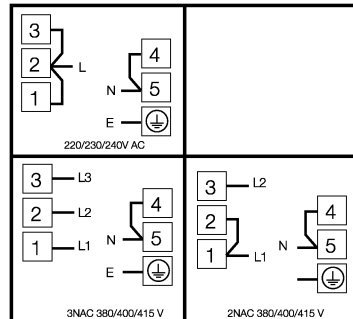 3
2 L 4
1 N 5
E
220/230/240V AC
3 L3
2 L2 4
1 L1 N 5
E
3NAC 380/400/415 V
3 L2
2 4
1 L1 N 5
2NAC 380/400/415 V